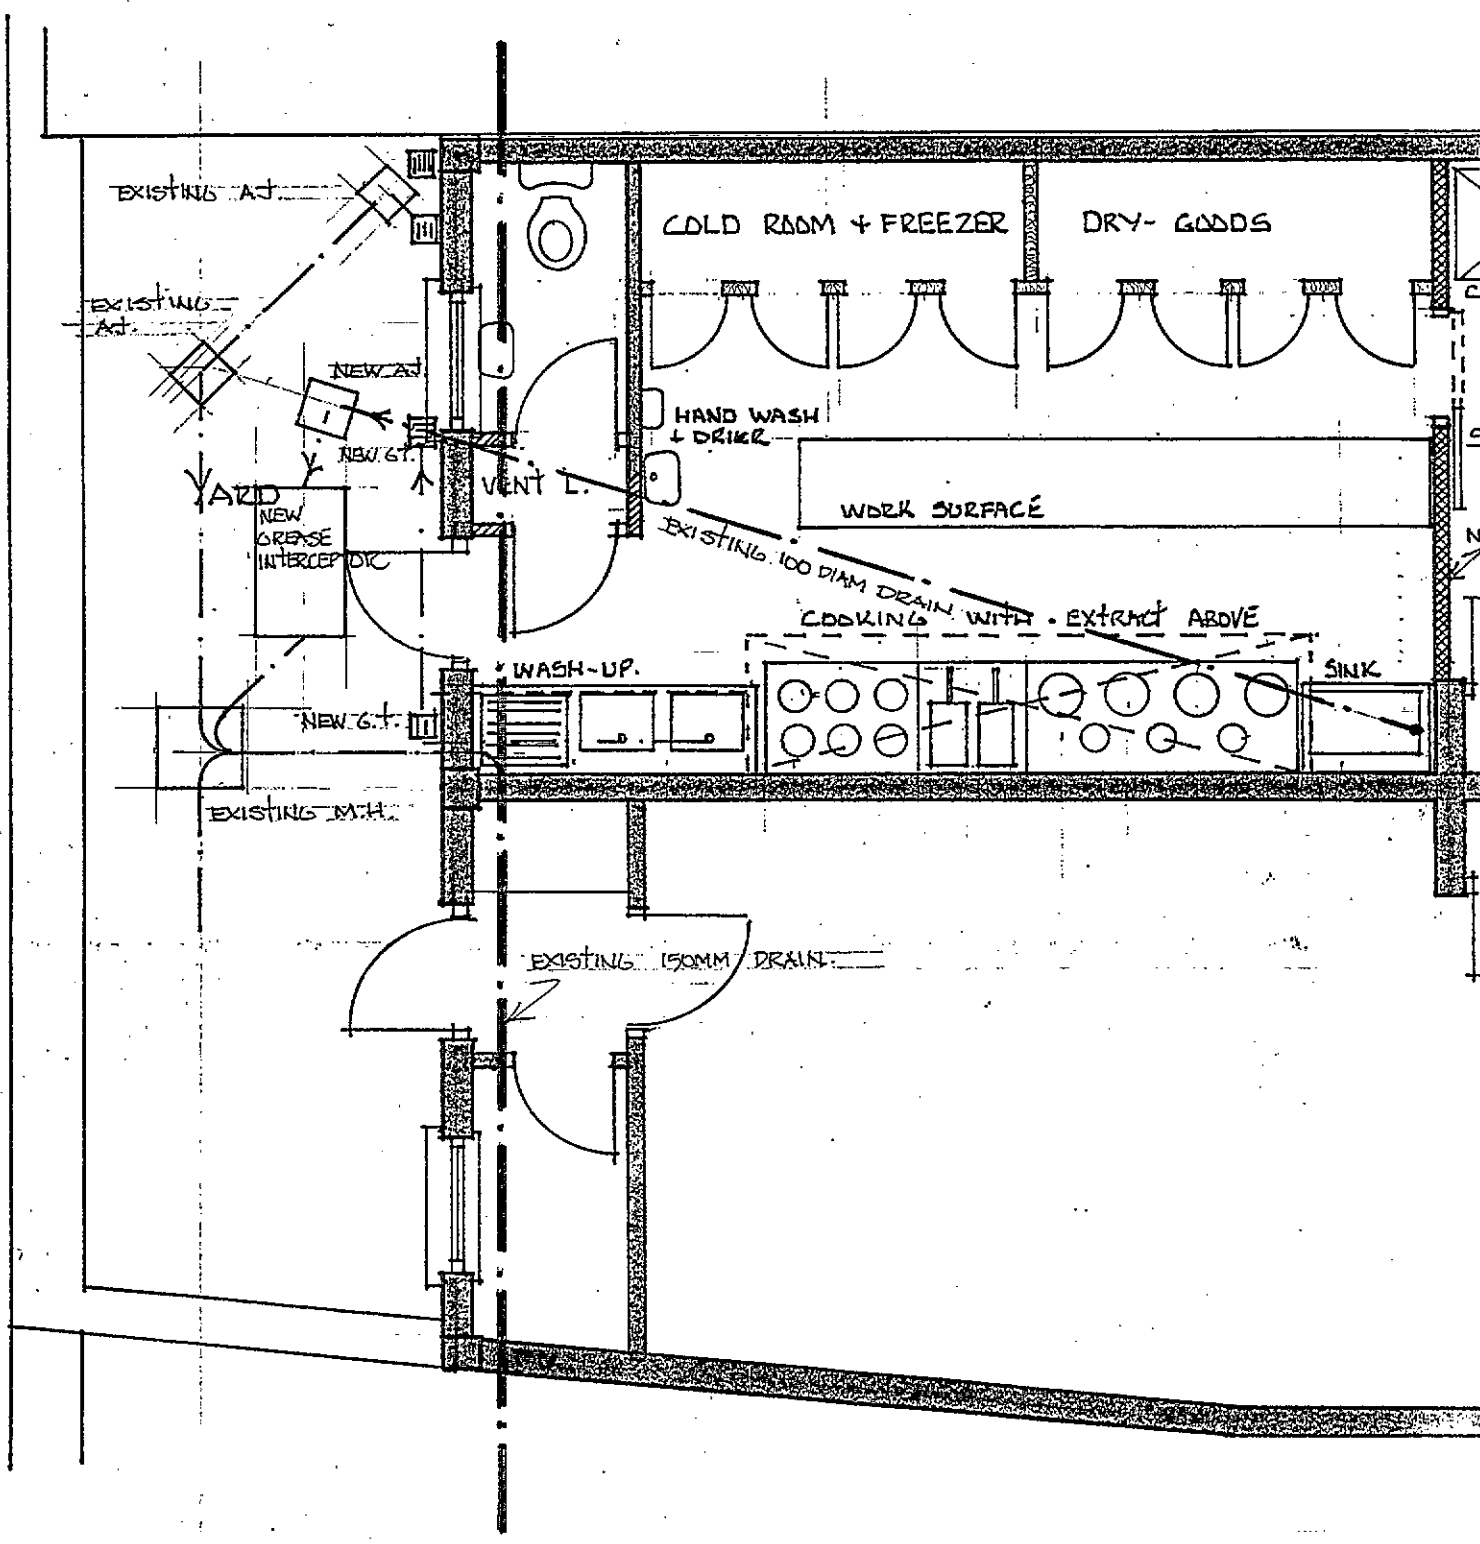 EXISTING A.J.
COLD ROOM + FREEZER
DRY-GOODS
EXISTING
A.J.
NEW A.J.
HAND WASH
+ DRIER
NEW G.T.
YARD
VENT L.
WORK SURFACE
NEW
GREASE
INTERCEPTOR
EXISTING 100 DIAM DRAIN
COOKING WITH EXTRACT ABOVE
WASH-UP.
SINK
NEW G.T.
EXISTING M.H.
EXISTING 150MM DRAIN